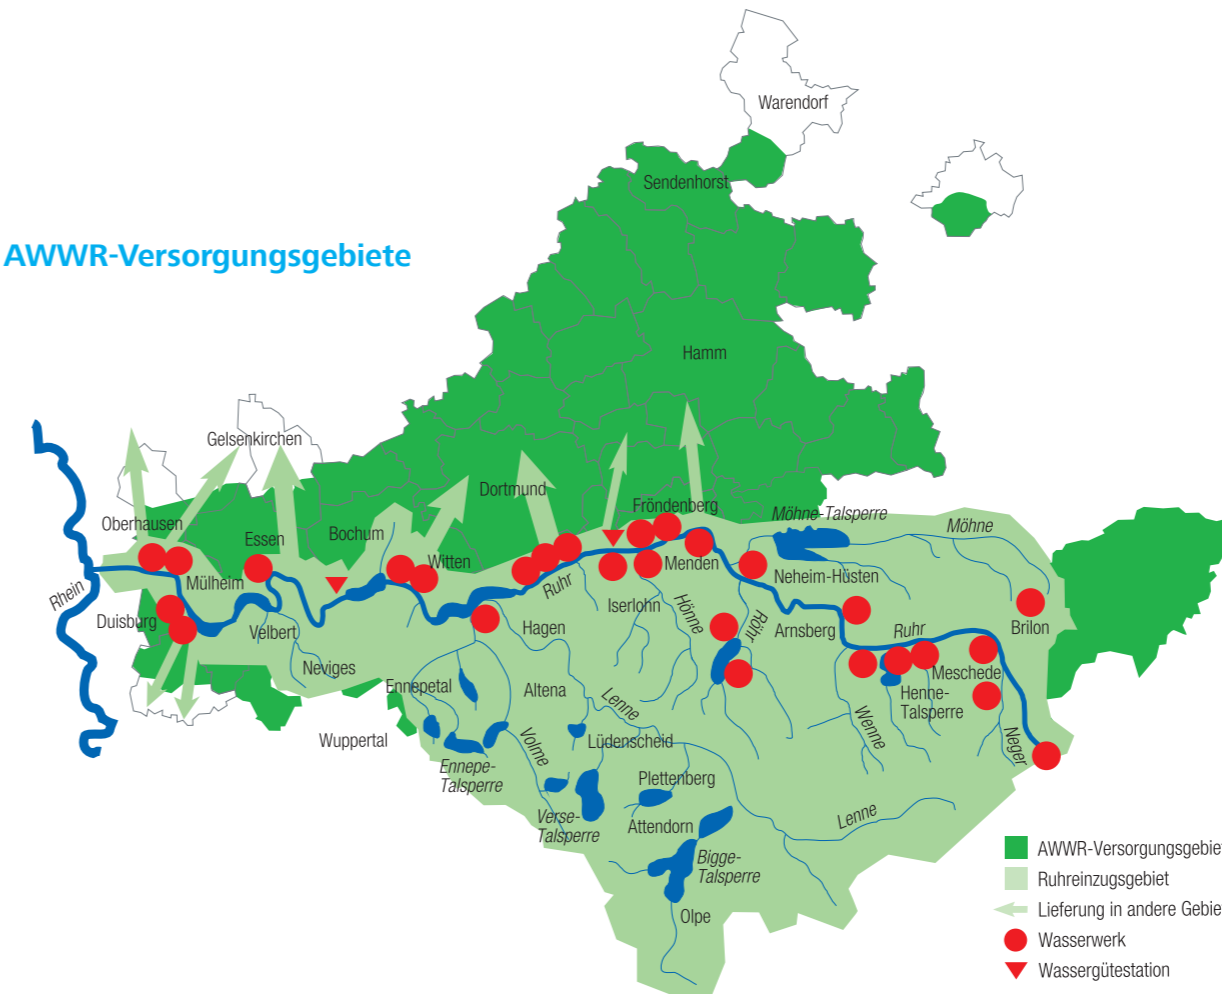 Warendorf
Sendenhorst
AWWR-Versorgungsgebiete
Hamm
Gelsenkirchen
Dortmund
Fröndenberg
Möhne-Talsperre
Möhne
Oberhausen
Essen
Bochum
Witten
Menden
Neheim-Hüsten
Rhein
Mülheim
Ruhr
Iserlohn
Hönne
Röhr
Duisburg
Velbert
Hagen
Arnsberg
Ruhr
Brilon
Neviges
Meschede
Ennepetal
Altena
Lenne
Henne-
Talsperre
Wenne
Neger
Wuppertal
Volme
Lüdenscheid
Ennepe-
Talsperre
Plettenberg
Verse-
Talsperre
Attendorn
Lenne
Bigge-
Talsperre
Olpe
AWWR-Versorgungsgebiet
Ruhreinzugsgebiet
Lieferung in andere Gebiet
Wasserwerk
Wassergütestation